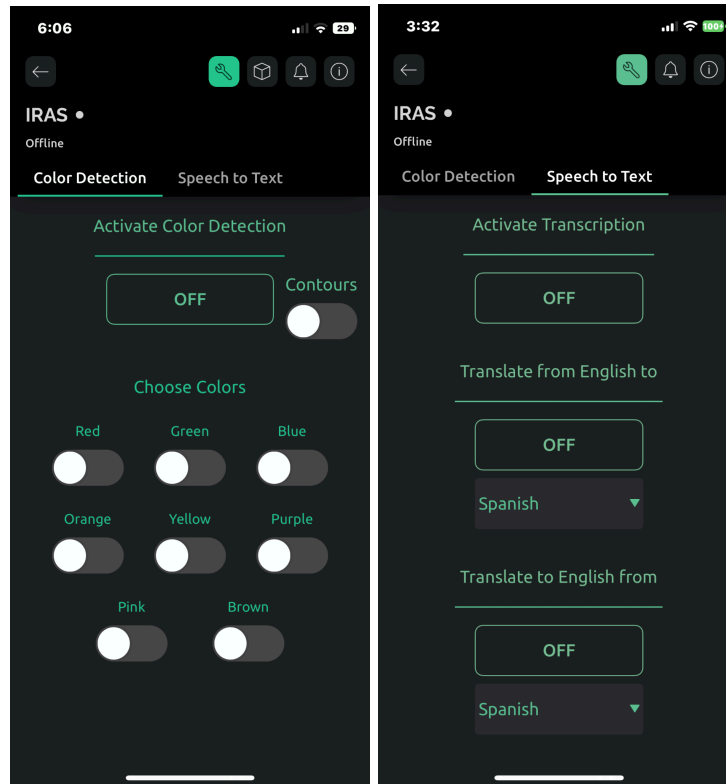 6:06
29
IRAS
Offline
Color Detection Speech to Text
Activate Color Detection
OFF
Contours
Choose Colors
Red Green Blue
Orange Yellow Purple
Pink Brown
3:32
100
IRAS
Offline
Color Detection Speech to Text
Activate Transcription
OFF
Translate from English to
OFF
Spanish
Translate to English from
OFF
Spanish